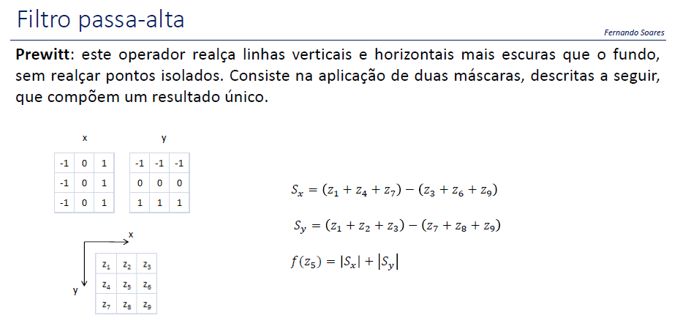 Filtro passa-alta
Fernando Soares
Prewitt: este operador realça linhas verticais e horizontais mais escuras que o fundo,
sem realçar pontos isolados. Consiste na aplicação de duas máscaras, descritas a seguir,
que compõem um resultado único.
x
-1 0 1
-1 0 1
-1 0 1
y
-1 -1 -1
0 0 0
1 1 1
x
y
z₁ z₂ z₃
z₄ z₅ z₆
z₇ z₈ z₉
Sₓ = (z₁ + z₄ + z₇) − (z₃ + z₆ + z₉)
S_y = (z₁ + z₂ + z₃) − (z₇ + z₈ + z₉)
f(z₅) = |Sₓ| + |S_y|